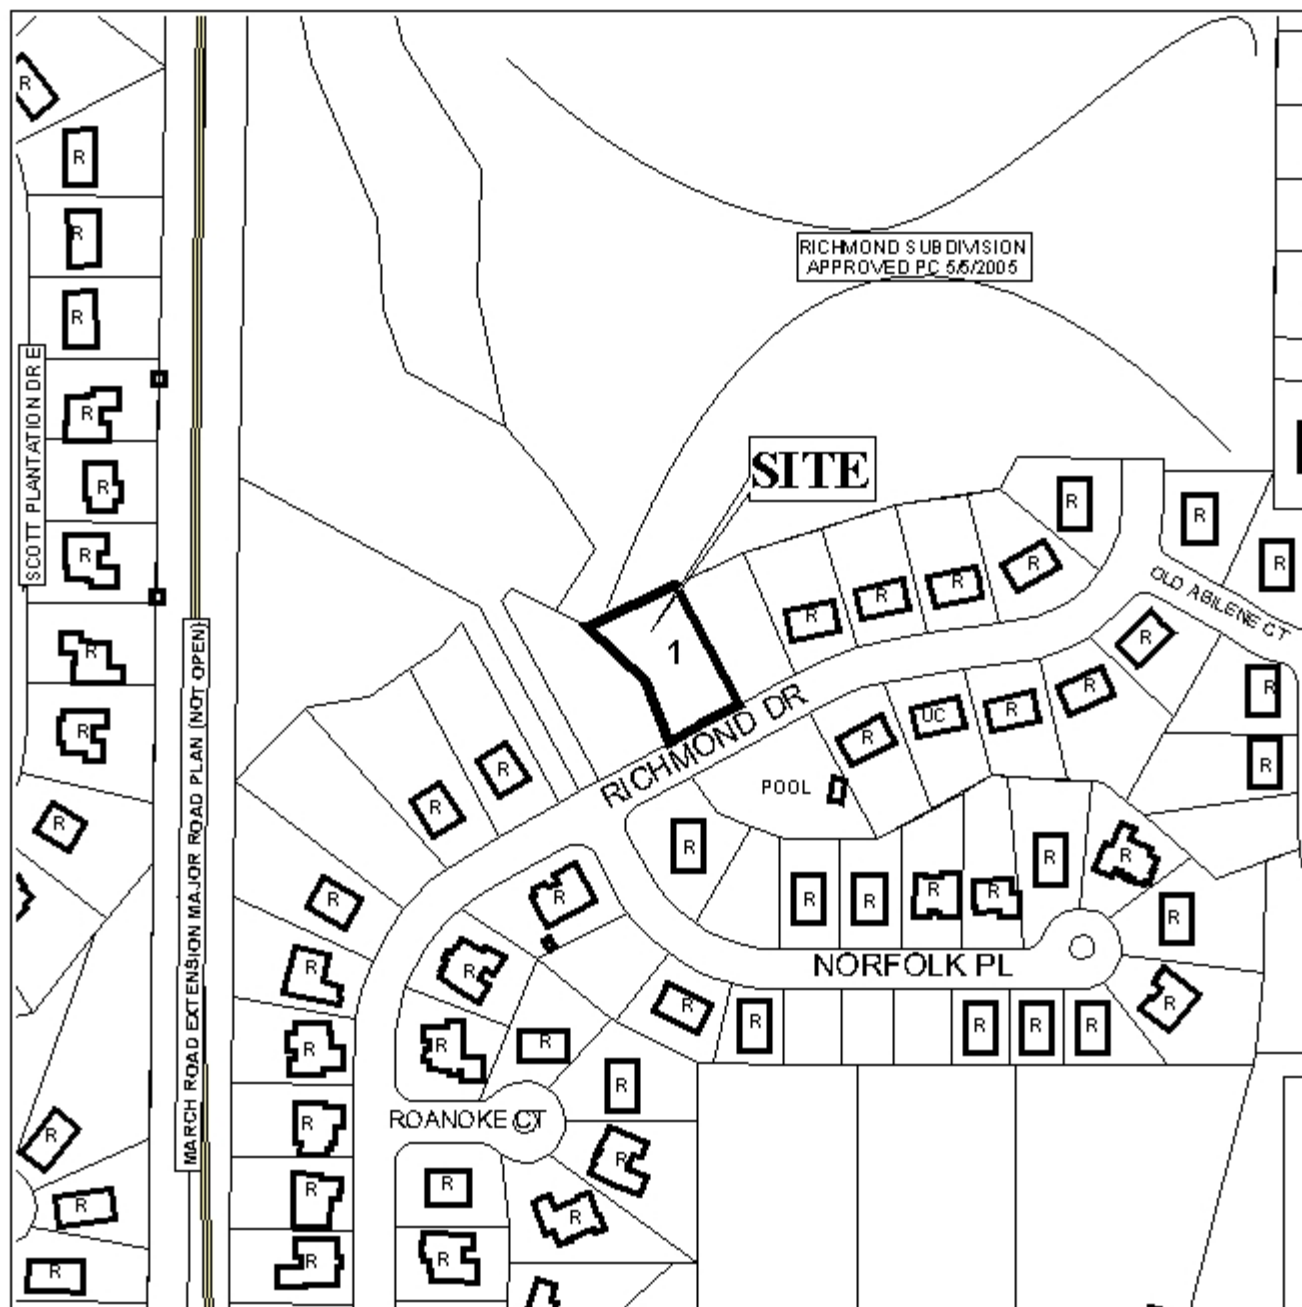 R
R
R
RICHMOND SUBDIVISION
APPROVED PC 5/5/2005
R
SCOTT PLANTATION DR E
R
SITE
R
R
R
R
R
R
R
R
R
R
OLD ABILENE CT
R
1
R
R
R
R
RICHMOND DR
R
UC
R
R
R
R
R
POOL
R
R
MARCH ROAD EXTENSION MAJOR ROAD PLAN (NOT OPEN)
R
R
R
R
R
R
R
R
R
R
R
NORFOLK PL
R
R
R
R
R
R
R
R
R
R
R
R
R
ROANOKE CT
R
R
R
R
R
R
R
R
R
R